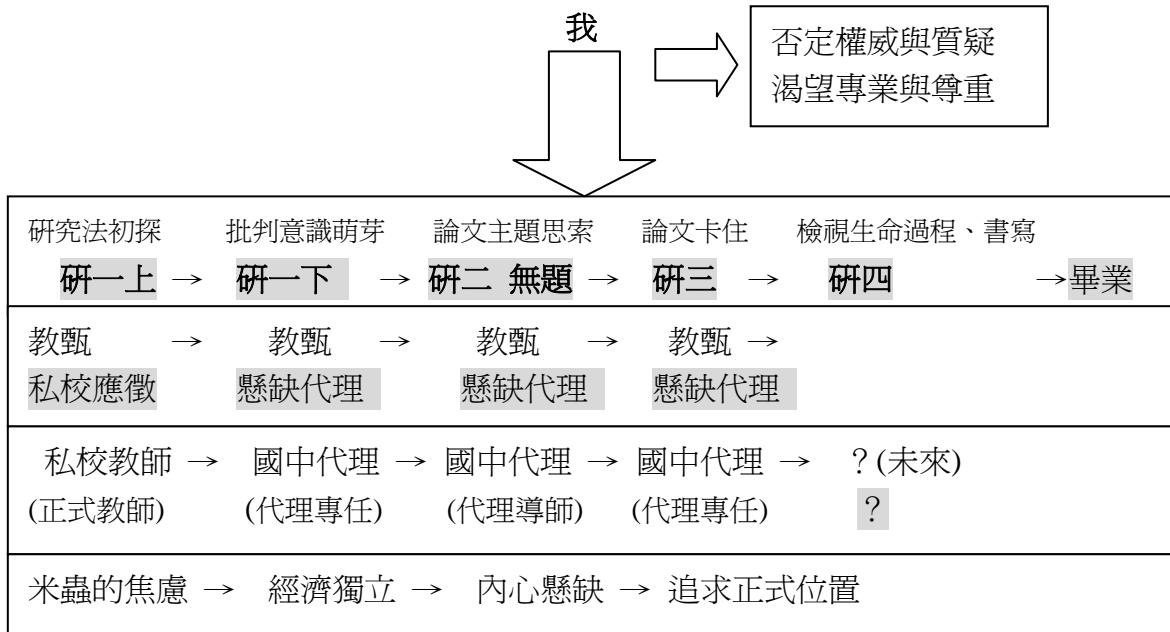 我
否定權威與質疑
渴望專業與尊重
研究法初探 批判意識萌芽 論文主題思索 論文卡住 檢視生命過程、書寫
研一上 → 研一下 → 研二 無題 → 研三 → 研四 →畢業
教甄 → 教甄 → 教甄 → 教甄 →
私校應徵 懸缺代理 懸缺代理 懸缺代理
私校教師 → 國中代理 → 國中代理 → 國中代理 → ?(未來)
(正式教師) (代理專任) (代理導師) (代理專任) ?
米蟲的焦慮 → 經濟獨立 → 內心懸缺 → 追求正式位置